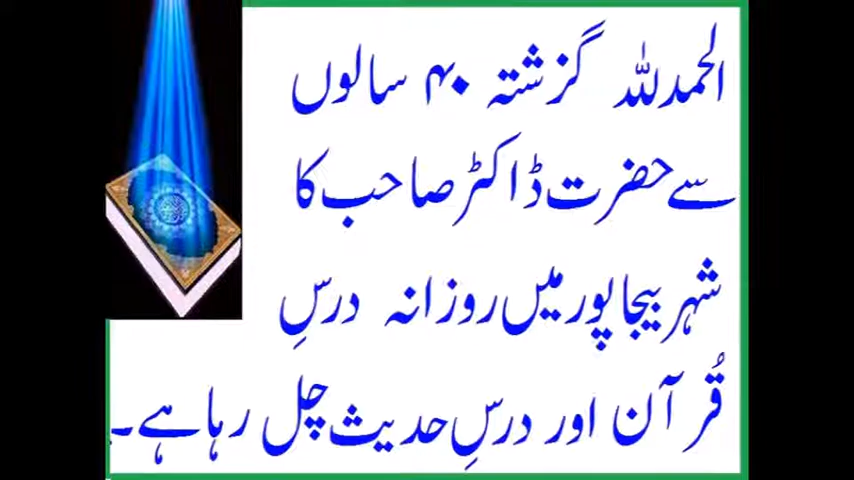 الحمدللہ گزشتہ ۴۰ سالوں
سے حضرت ڈاکٹر صاحب کا
شہر بیجاپور میں روزانہ درسِ
قُرآن اور درسِ حدیث چل رہا ہے۔